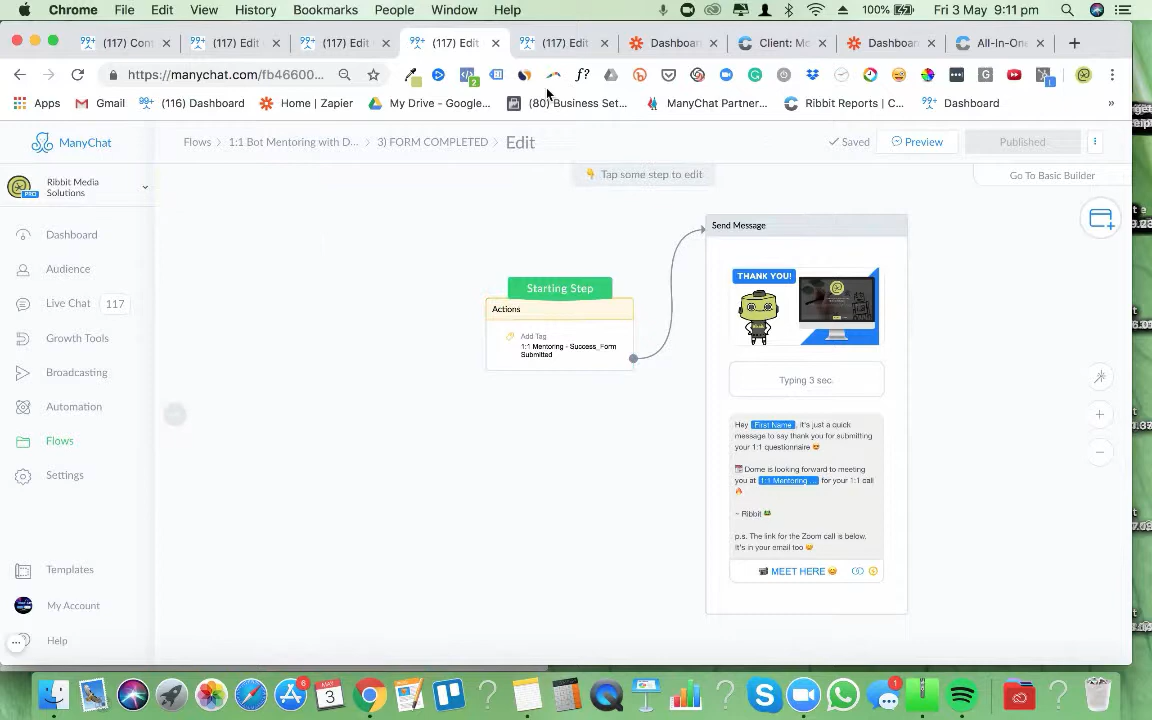 Chrome File Edit View History Bookmarks People Window Help 100% Fri 3 May 9:11 pm
(117) Con (117) Edit (117) Edit (117) Edit (117) Edit Dashboar Client: Mo Dashboar All-In-One
https://manychat.com/fb46600...
Apps Gmail (116) Dashboard Home | Zapier My Drive - Google... (80) Business Set... ManyChat Partner... Ribbit Reports | C... Dashboard »
ManyChat Flows > 1:1 Bot Mentoring with D... > 3) FORM COMPLETED > Edit Saved Preview Published
Tap some step to edit Go To Basic Builder
Ribbit Media
Solutions
PRO
Dashboard
Audience
Live Chat 117
Growth Tools
Broadcasting
Automation
Flows
Settings
Templates
My Account
Help
Starting Step
Actions
Add Tag
1:1 Mentoring - Success_Form
Submitted
Send Message
THANK YOU!
Typing 3 sec.
Hey First Name , it's just a quick
message to say thank you for submitting
your 1:1 questionnaire
Dome is looking forward to meeting
you at 1:1 Mentoring ... for your 1:1 call
~ Ribbit
p.s. The link for the Zoom call is below,
it's in your email too
MEET HERE